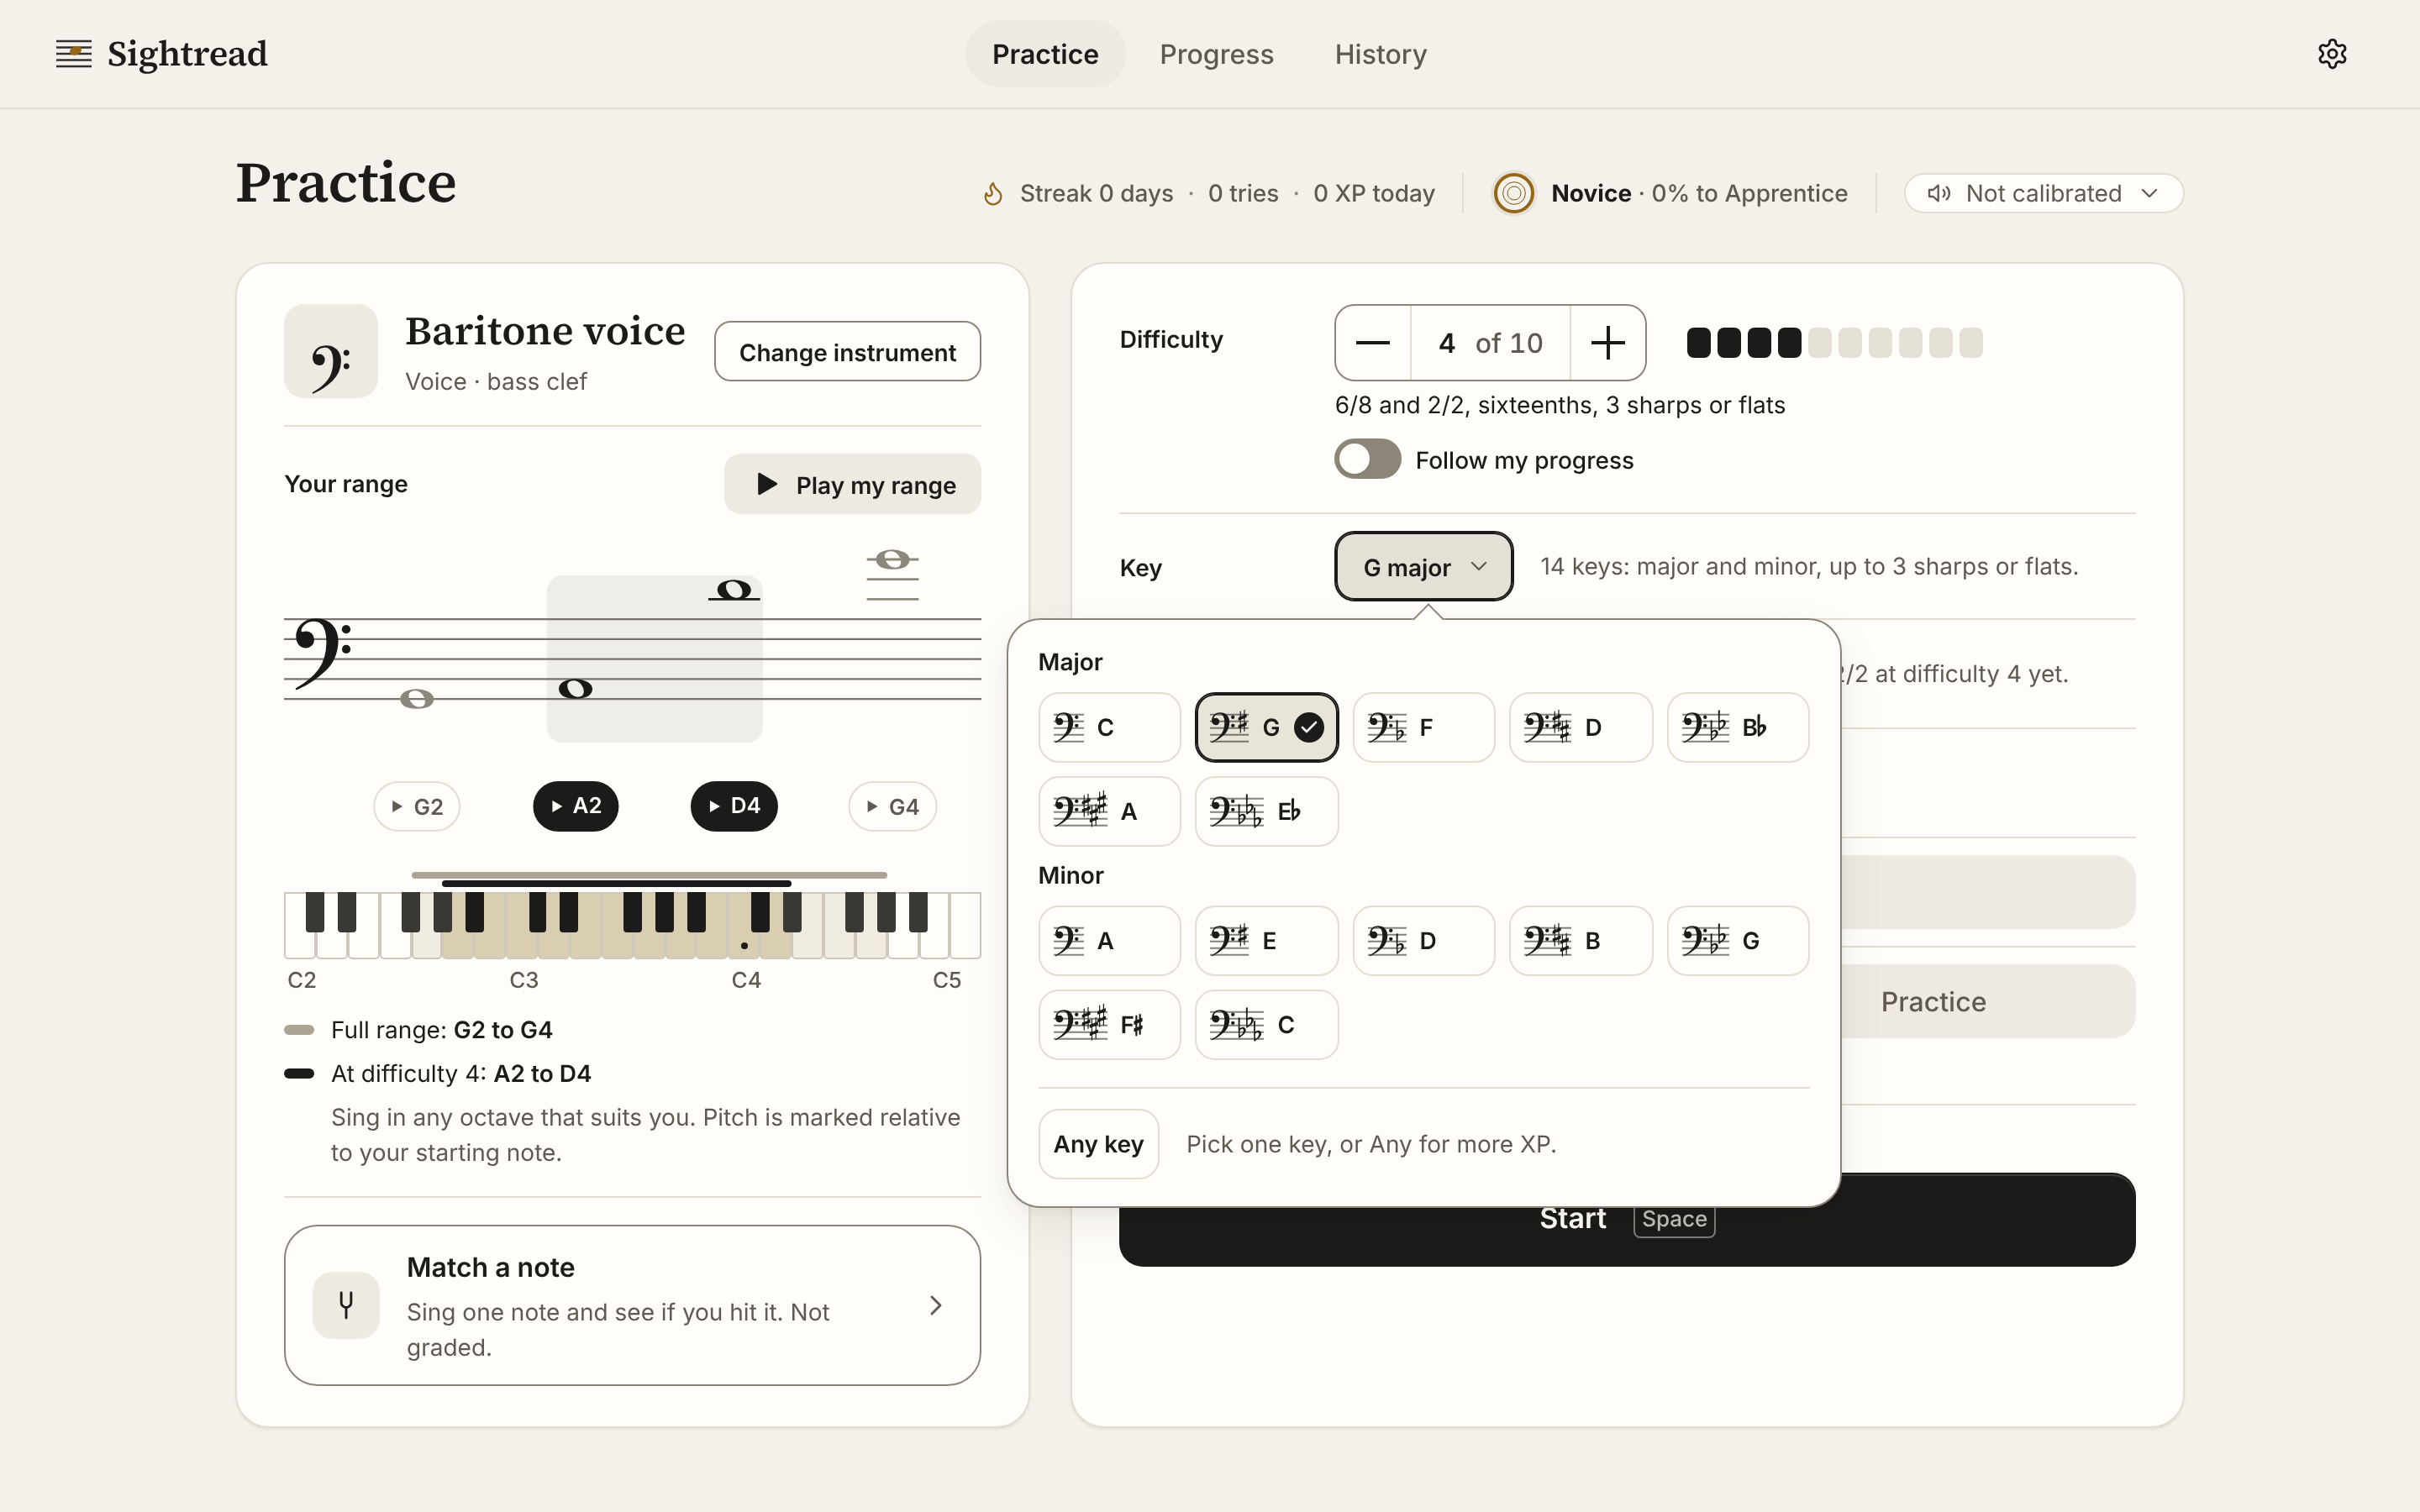 Sightread
Practice
Progress
History
Practice
Streak 0 days · 0 tries · 0 XP today
Novice · 0% to Apprentice
Not calibrated
Baritone voice
Voice · bass clef
Change instrument
Your range
Play my range
G2
A2
D4
G4
C2
C3
C4
C5
Full range: G2 to G4
At difficulty 4: A2 to D4
Sing in any octave that suits you. Pitch is marked relative
to your starting note.
Match a note
Sing one note and see if you hit it. Not
graded.
Difficulty
4 of 10
6/8 and 2/2, sixteenths, 3 sharps or flats
Follow my progress
Key
G major
14 keys: major and minor, up to 3 sharps or flats.
/2 at difficulty 4 yet.
Major
C
G
F
D
B♭
A
E♭
Minor
A
E
D
B
G
F♯
C
Any key
Pick one key, or Any for more XP.
Practice
Start
Space